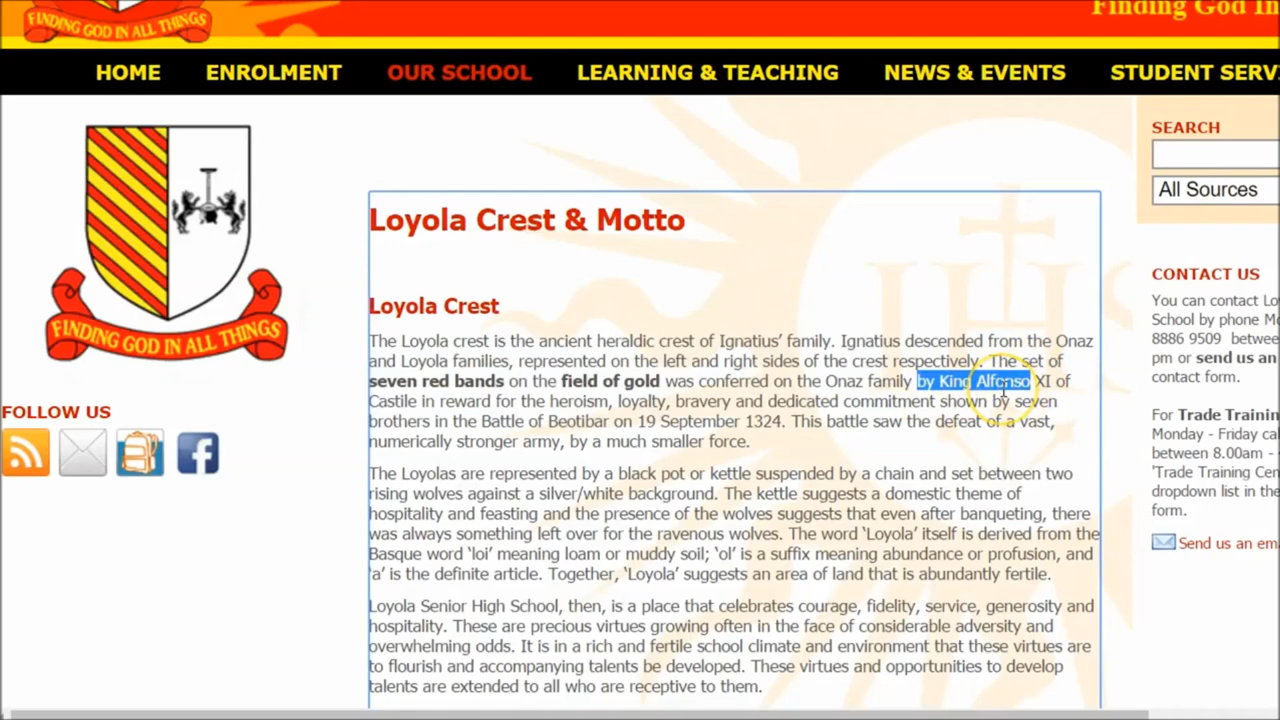 FINDING GOD IN ALL THINGS
Finding God In
HOME ENROLMENT OUR SCHOOL LEARNING & TEACHING NEWS & EVENTS STUDENT SERV
FINDING GOD IN ALL THINGS
FOLLOW US
Loyola Crest & Motto
Loyola Crest
The Loyola crest is the ancient heraldic crest of Ignatius’ family. Ignatius descended from the Onaz
and Loyola families, represented on the left and right sides of the crest respectively. The set of
seven red bands on the field of gold was conferred on the Onaz family by King Alfonso XI of
Castile in reward for the heroism, loyalty, bravery and dedicated commitment shown by seven
brothers in the Battle of Beotibar on 19 September 1324. This battle saw the defeat of a vast,
numerically stronger army, by a much smaller force.
The Loyolas are represented by a black pot or kettle suspended by a chain and set between two
rising wolves against a silver/white background. The kettle suggests a domestic theme of
hospitality and feasting and the presence of the wolves suggests that even after banqueting, there
was always something left over for the ravenous wolves. The word ‘Loyola’ itself is derived from the
Basque word ‘loi’ meaning loam or muddy soil; ‘ol’ is a suffix meaning abundance or profusion, and
‘a’ is the definite article. Together, ‘Loyola’ suggests an area of land that is abundantly fertile.
Loyola Senior High School, then, is a place that celebrates courage, fidelity, service, generosity and
hospitality. These are precious virtues growing often in the face of considerable adversity and
overwhelming odds. It is in a rich and fertile school climate and environment that these virtues are
to flourish and accompanying talents be developed. These virtues and opportunities to develop
talents are extended to all who are receptive to them.
IHS
SEARCH
All Sources
CONTACT US
You can contact Lo
School by phone Mo
8886 9509 betwee
pm or send us an
contact form.
For Trade Training
Monday - Friday ca
between 8.00am -
'Trade Training Cen
dropdown list in the
form.
Send us an ema